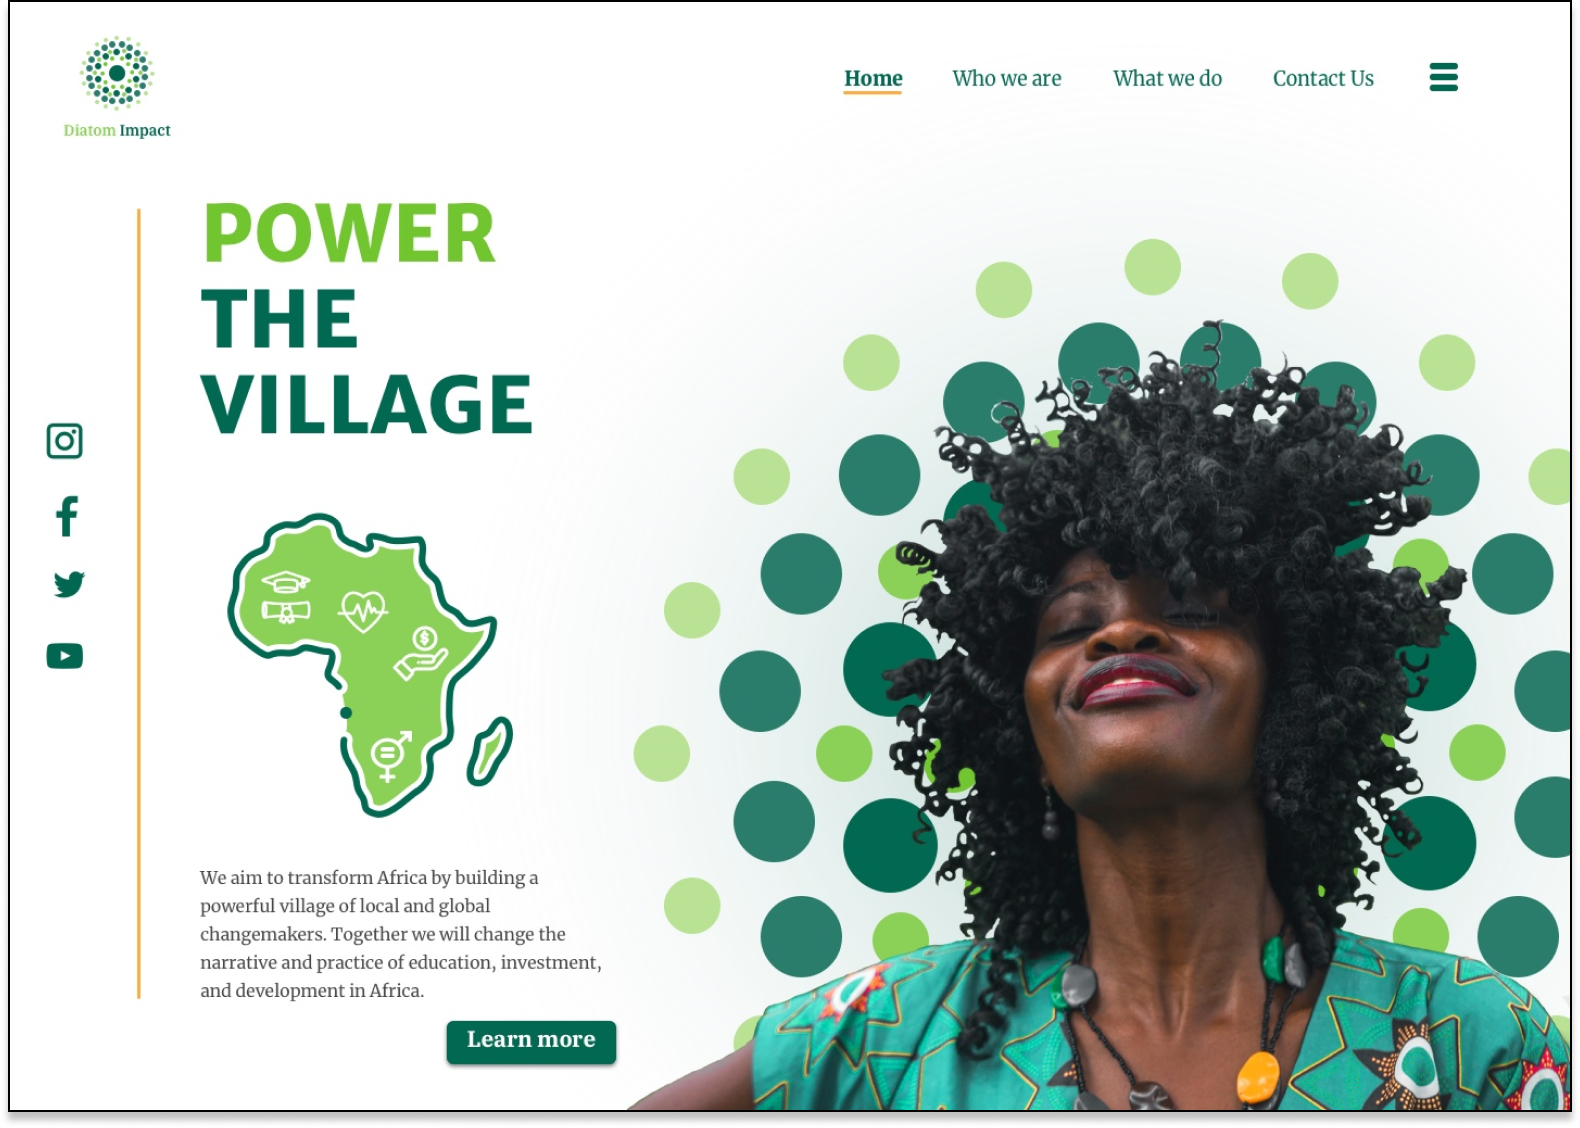 Diatom Impact
Home
Who we are
What we do
Contact Us
POWER
THE
VILLAGE
$
We aim to transform Africa by building a
powerful village of local and global
changemakers. Together we will change the
narrative and practice of education, investment,
and development in Africa.
Learn more